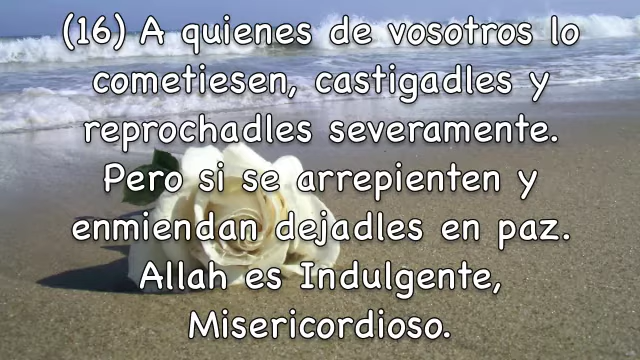 (16) A quienes de vosotros lo
cometiesen, castigadles y
reprochadles severamente.
Pero si se arrepienten y
enmiendan dejadles en paz.
Allah es Indulgente,
Misericordioso.